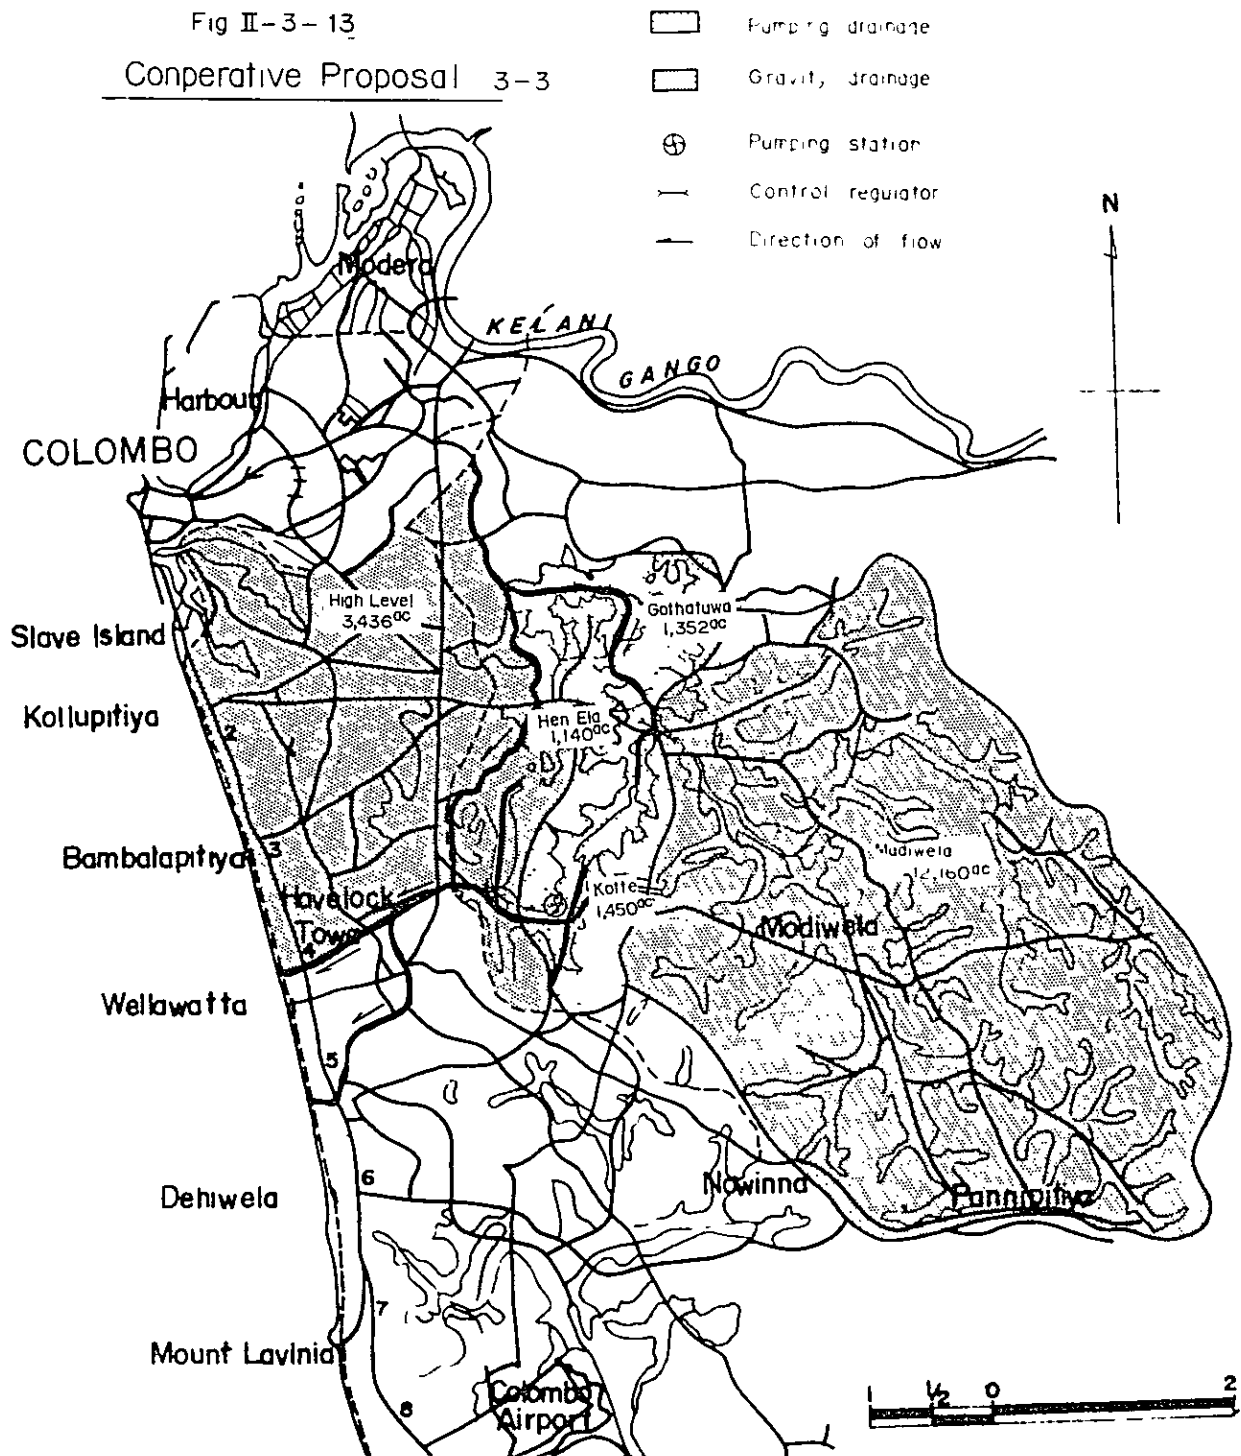 Fig II-3-13
Conperative Proposal 3-3
Pumping drainage
Gravity drainage
Pumping station
Control regulator
Direction of flow
N
Modera
KELANI
GANGO
Harbour
COLOMBO
High Level
3,436ac
Gothatuwa
1,352ac
Slave Island
Kollupitiya
2
Hen Ela
1,140ac
Bambalapitiya
3
Mudiwela
12,160ac
Havelock
Town
4
Kotte
1,450ac
Modiwela
Wellawatta
5
6
Dehiwela
Nawinna
Pannipitiya
7
Mount Lavinia
8
Colombo
Airport
1 1/2 0 2